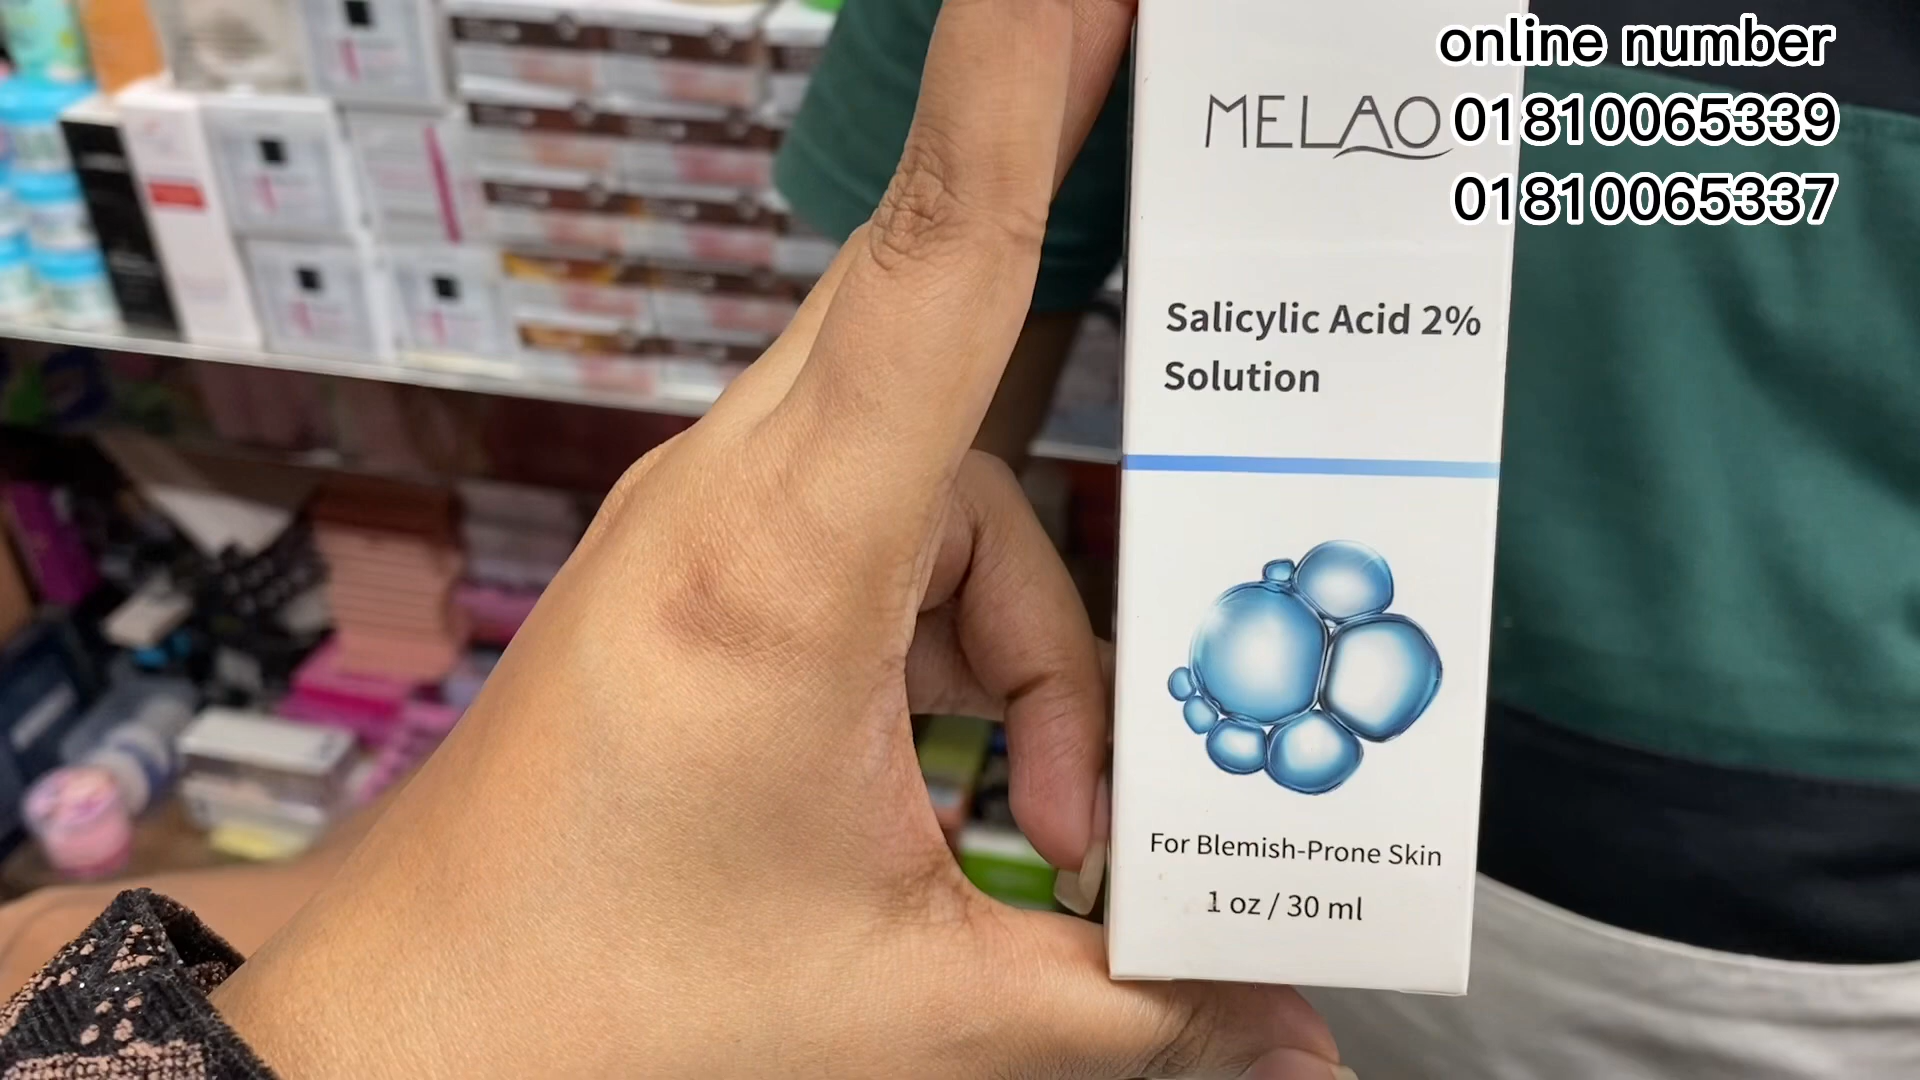 online number
01810065339
01810065337
MELAO
Salicylic Acid 2%
Solution
For Blemish-Prone Skin
1 oz / 30 ml